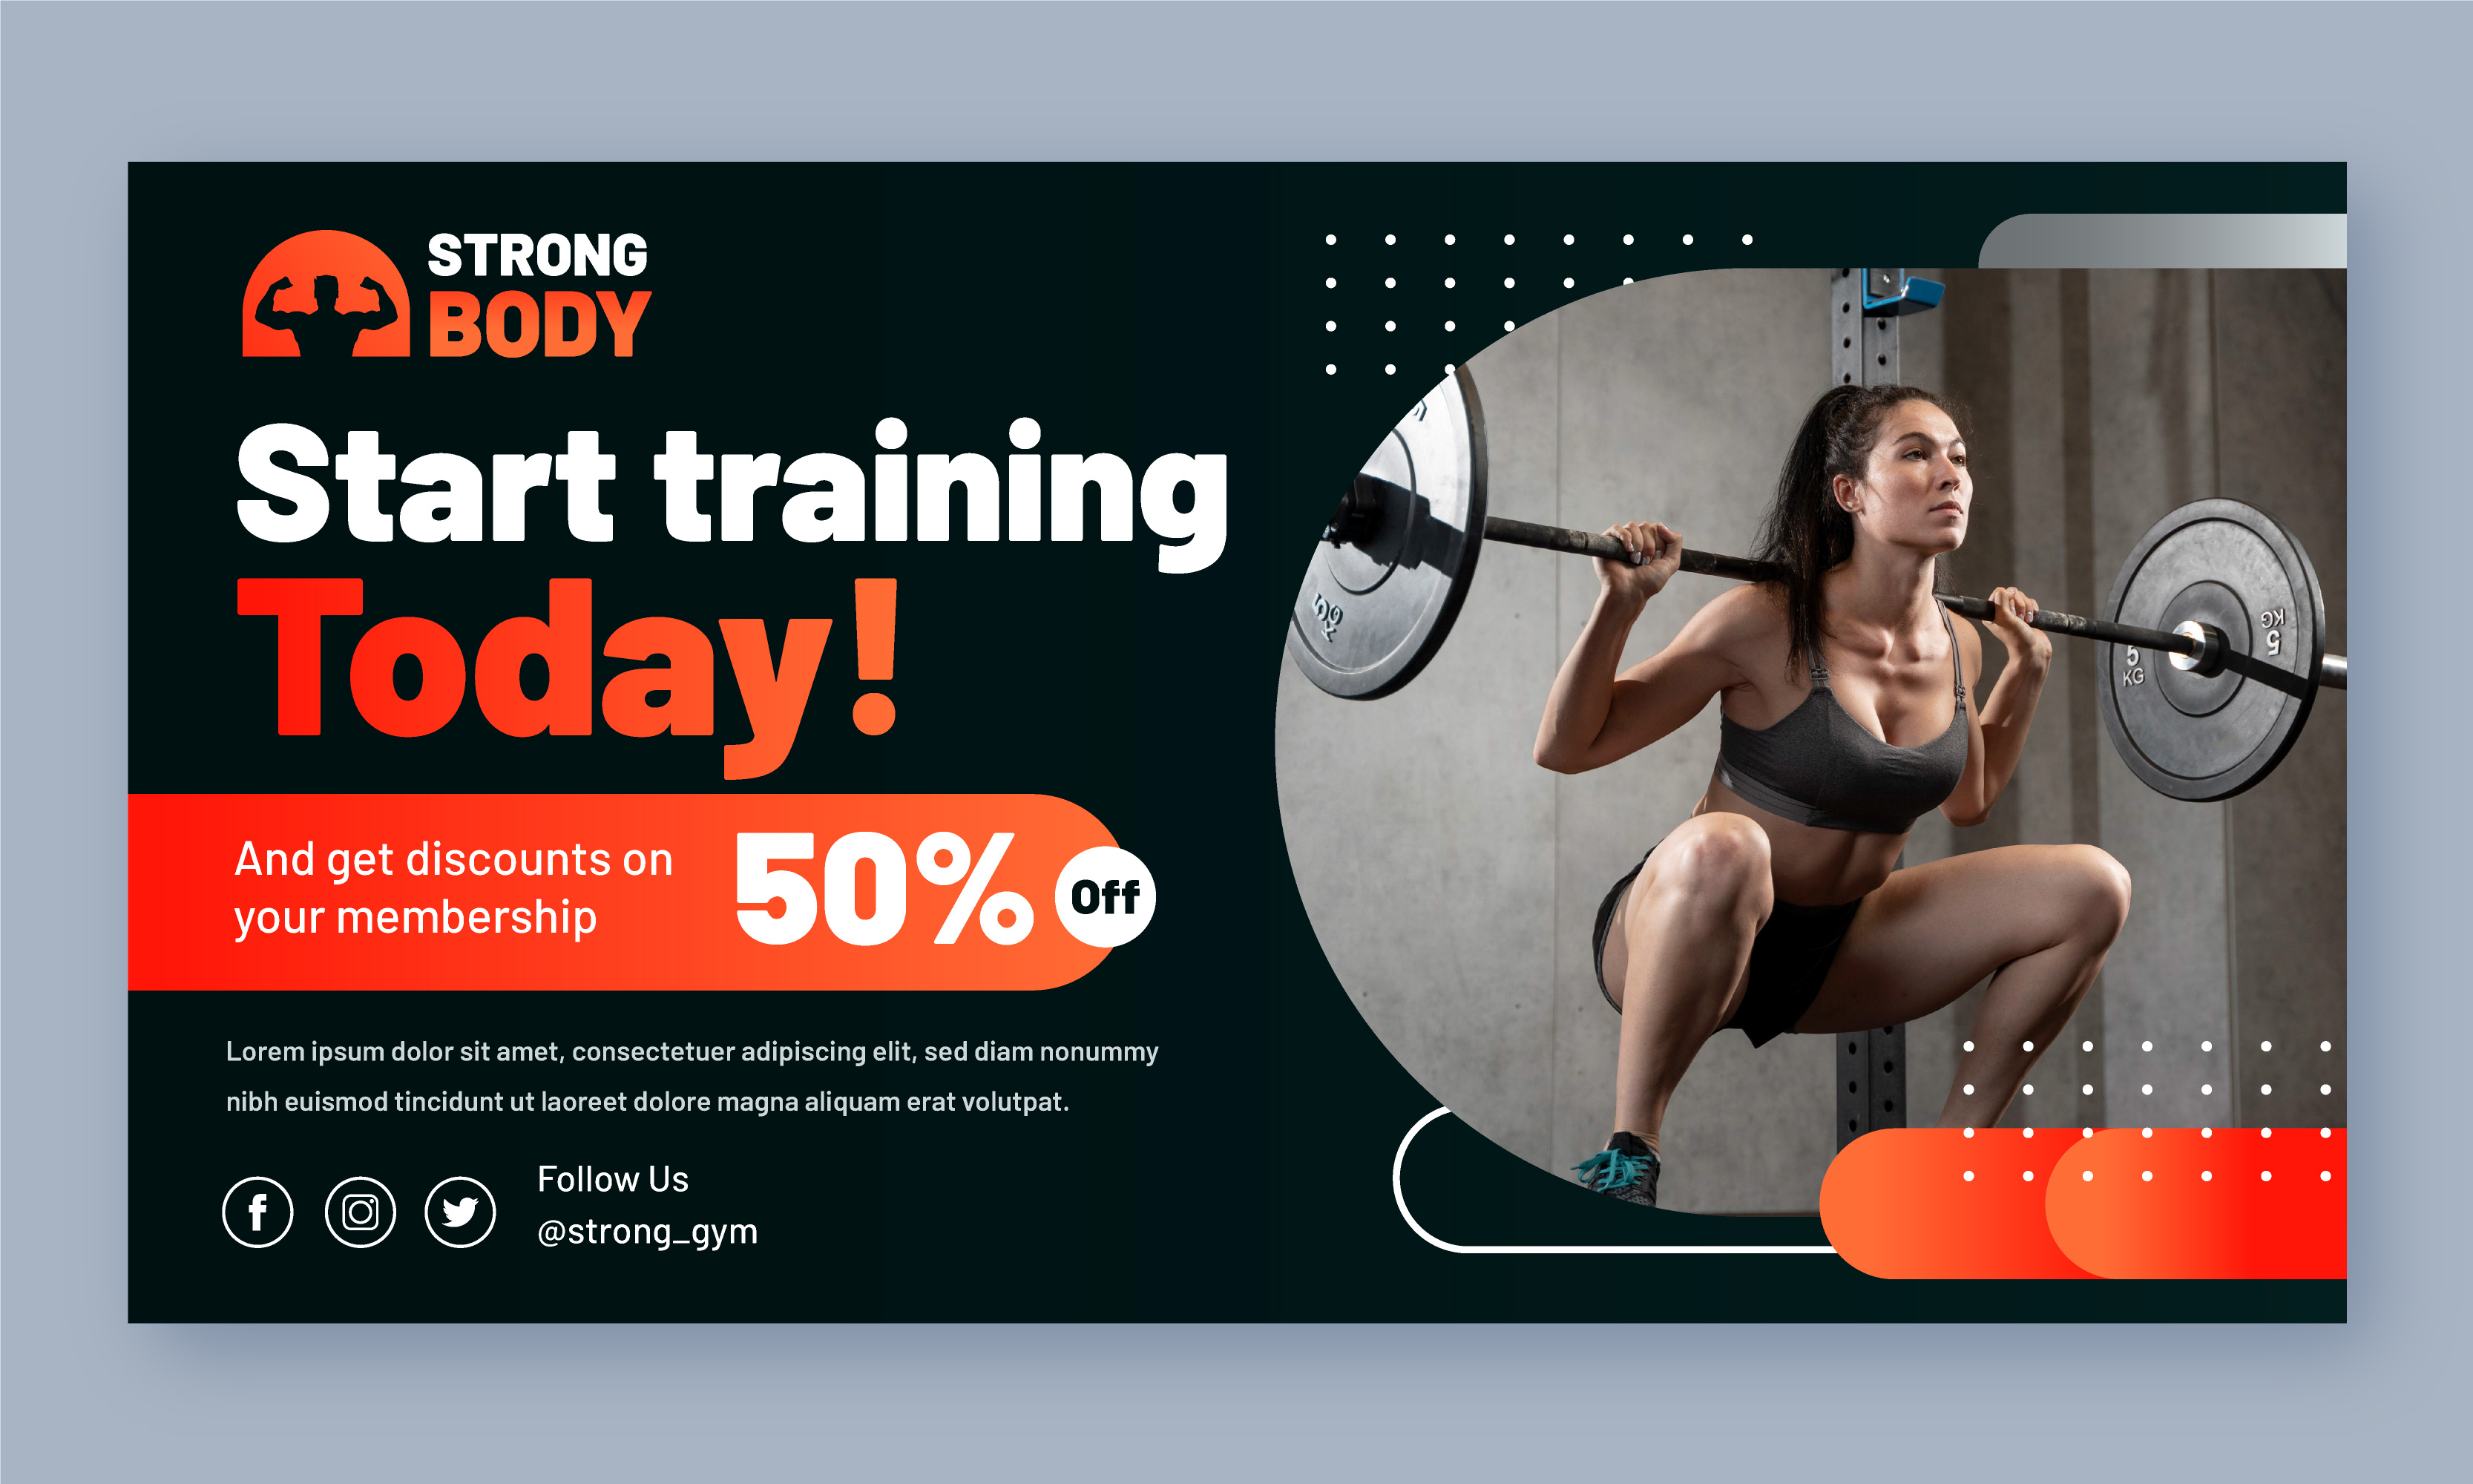 STRONG
BODY
Start training
Today!
And get discounts on
your membership
50%
Off
Lorem ipsum dolor sit amet, consectetuer adipiscing elit, sed diam nonummy
nibh euismod tincidunt ut laoreet dolore magna aliquam erat volutpat.
Follow Us
@strong_gym
5
KG
5
KG
5
KG